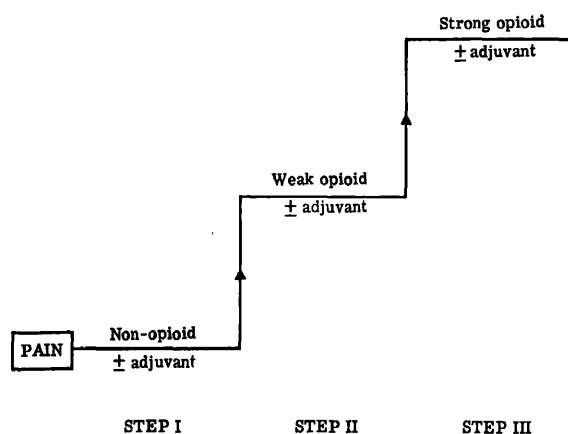 Strong opioid
± adjuvant
Weak opioid
± adjuvant
PAIN
Non-opioid
± adjuvant
STEP I
STEP II
STEP III